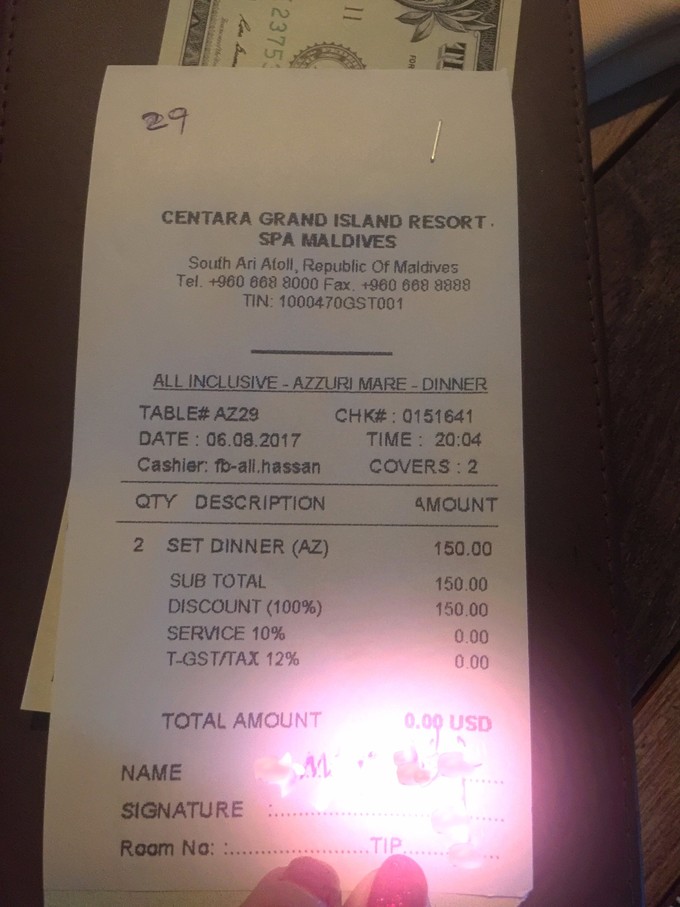 11
29
CENTARA GRAND ISLAND RESORT
SPA MALDIVES
South Ari Atoll, Republic Of Maldives
Tel. +960 668 8000 Fax. +960 668 8888
TIN: 1000470GST001
ALL INCLUSIVE - AZZURI MARE - DINNER
TABLE# AZ29 CHK# : 0151641
DATE : 06.08.2017 TIME : 20:04
Cashier: fb-ali.hassan COVERS : 2
QTY DESCRIPTION AMOUNT
2 SET DINNER (AZ) 150.00
SUB TOTAL 150.00
DISCOUNT (100%) 150.00
SERVICE 10% 0.00
T-GST/TAX 12% 0.00
TOTAL AMOUNT 0.00 USD
NAME
SIGNATURE :
Room No: : TIP